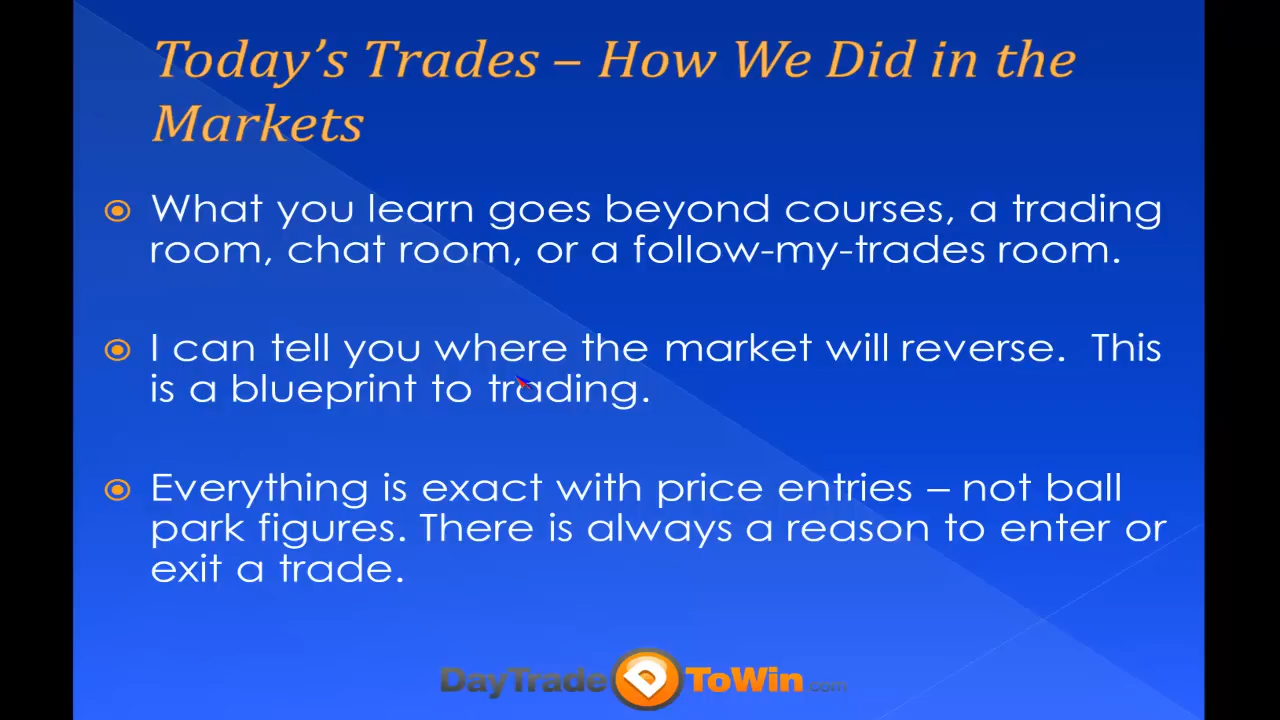 Today's Trades – How We Did in the
Markets
What you learn goes beyond courses, a trading
room, chat room, or a follow-my-trades room.
I can tell you where the market will reverse.  This
is a blueprint to trading.
Everything is exact with price entries – not ball
park figures. There is always a reason to enter or
exit a trade.
DayTrade ToWin.com